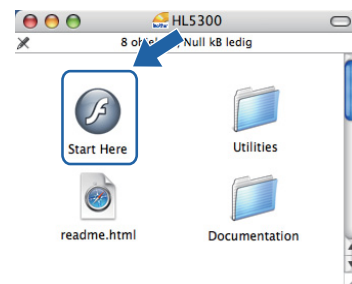 HL5300
8 objekter, Null kB ledig
Start Here
Utilities
readme.html
Documentation